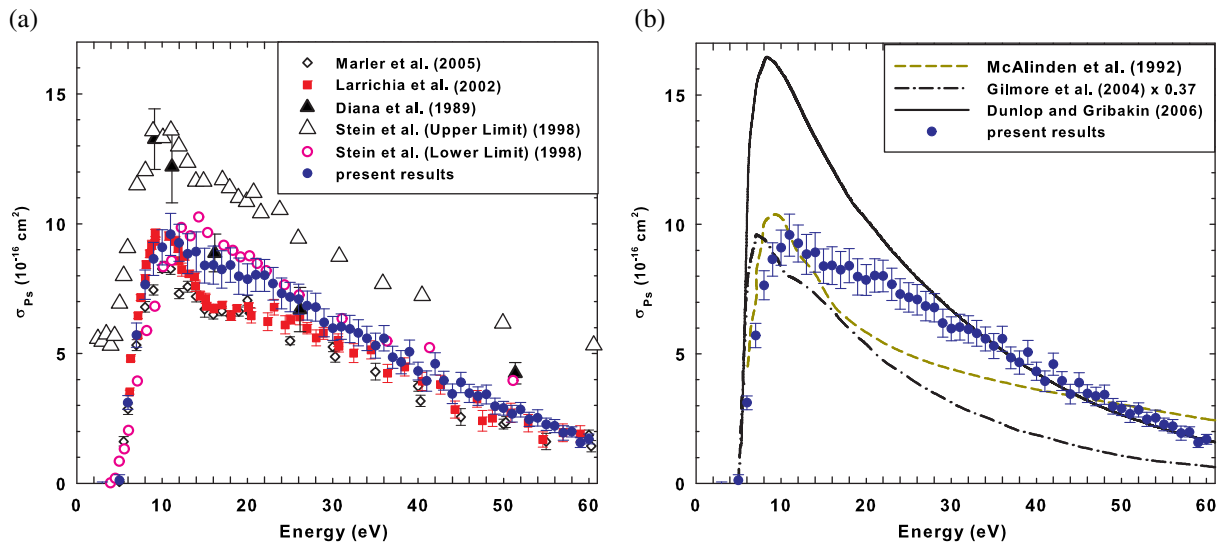 (a)
15
10
5
0
0
10
20
30
40
50
60
σPs (10-16 cm2)
Energy (eV)
Marler et al. (2005)
Larrichia et al. (2002)
Diana et al. (1989)
Stein et al. (Upper Limit) (1998)
Stein et al. (Lower Limit) (1998)
present results
(b)
15
10
5
0
0
10
20
30
40
50
60
σPs (10-16 cm2)
Energy (eV)
McAlinden et al. (1992)
Gilmore et al. (2004) x 0.37
Dunlop and Gribakin (2006)
present results